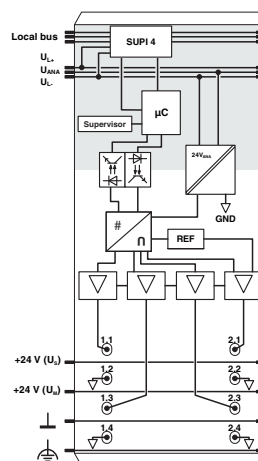 Local bus
SUPI 4
UL+
UANA
UL-
µC
Supervisor
24VANA
GND
#
REF
1.1
2.1
+24 V (US)
1.2
2.2
+24 V (UM)
1.3
2.3
1.4
2.4